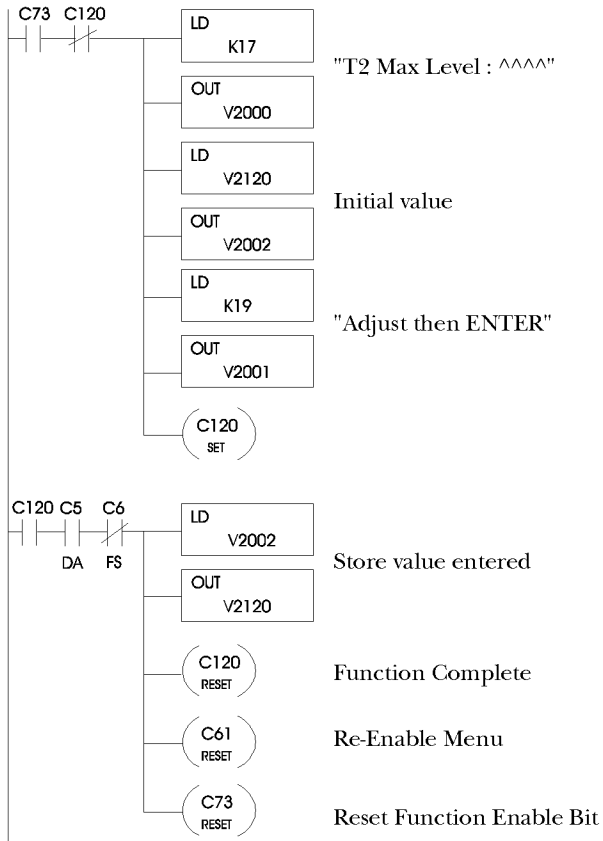 C73 C120
LD
K17
"T2 Max Level : ^^^^"
OUT
V2000
LD
V2120
Initial value
OUT
V2002
LD
K19
"Adjust then ENTER"
OUT
V2001
C120
SET
C120 C5 C6
DA FS
LD
V2002
Store value entered
OUT
V2120
C120
RESET
Function Complete
C61
RESET
Re-Enable Menu
C73
RESET
Reset Function Enable Bit